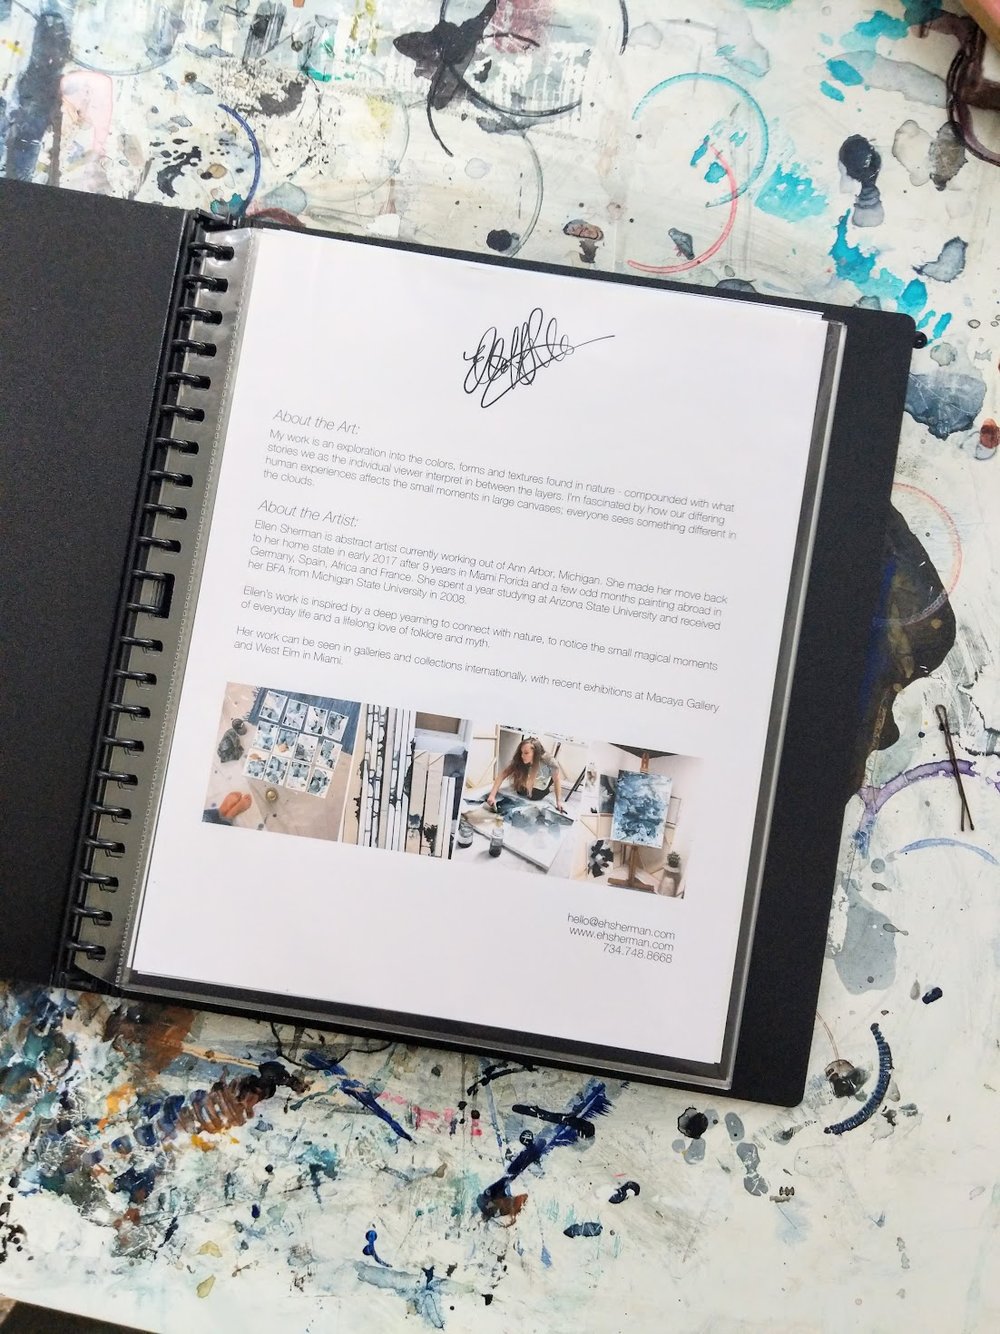 About the Art:
My work is an exploration into the colors, forms and textures found in nature - compounded with what
stories we as the individual viewer interpret in between the layers. I'm fascinated by how our differing
human experiences affects the small moments in large canvases; everyone sees something different in
the clouds.
About the Artist:
Ellen Sherman is abstract artist currently working out of Ann Arbor, Michigan. She made her move back
to her home state in early 2017 after 9 years in Miami Florida and a few odd months painting abroad in
Germany, Spain, Africa and France. She spent a year studying at Arizona State University and received
her BFA from Michigan State University in 2008.
Ellen's work is inspired by a deep yearning to connect with nature, to notice the small magical moments
of everyday life and a lifelong love of folklore and myth.
Her work can be seen in galleries and collections internationally, with recent exhibitions at Macaya Gallery
and West Elm in Miami.
hello@ehsherman.com
www.ehsherman.com
734.748.8668